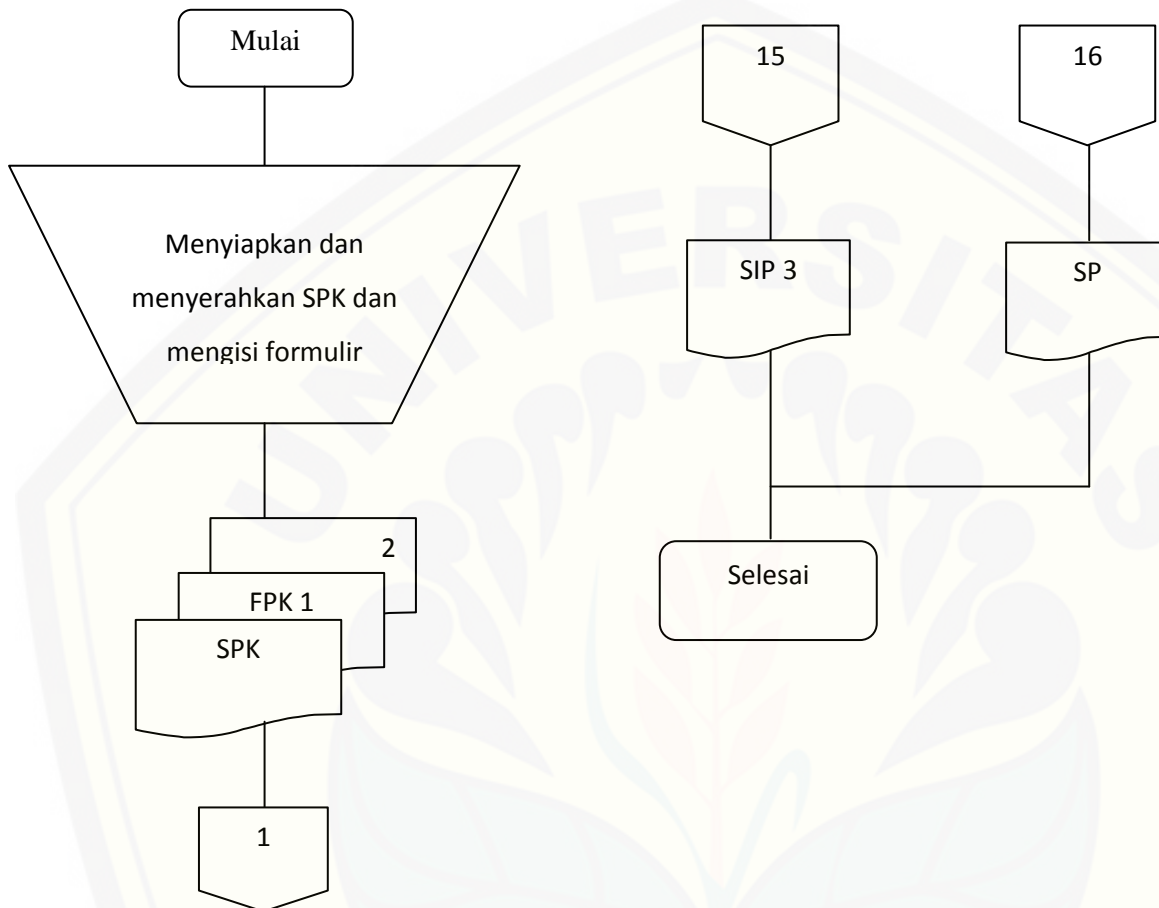 Mulai
Menyiapkan dan
menyerahkan SPK dan
mengisi formulir
2
FPK 1
SPK
1
15
16
SIP 3
SP
Selesai
UNIVERSITAS